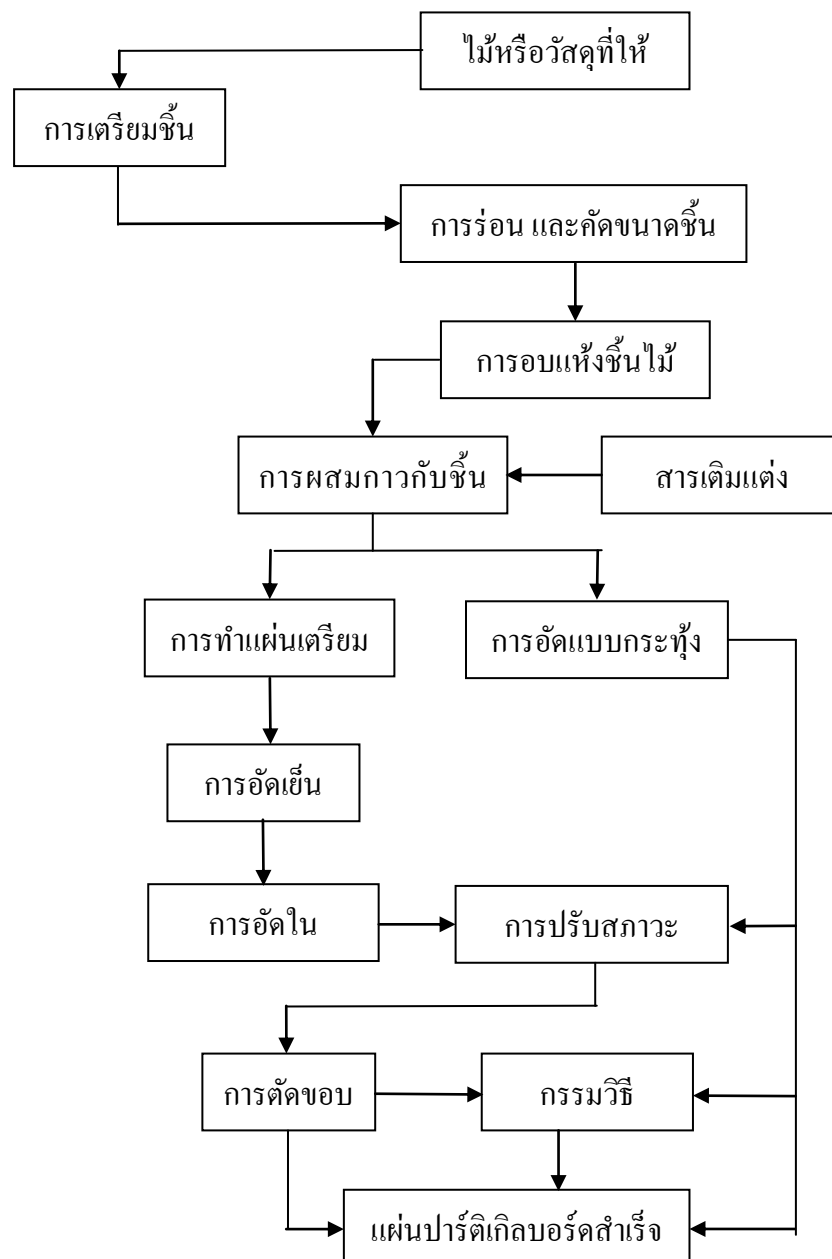 ไม้หรือวัสดุที่ให้
การเตรียมชิ้น
การร่อน และคัดขนาดชิ้น
การอบแห้งชิ้นไม้
การผสมกาวกับชิ้น
สารเติมแต่ง
การทำแผ่นเตรียม
การอัดแบบกระทุ้ง
การอัดเย็น
การอัดใน
การปรับสภาวะ
การตัดขอบ
กรรมวิธี
แผ่นปาร์ติเกิลบอร์ดสำเร็จ